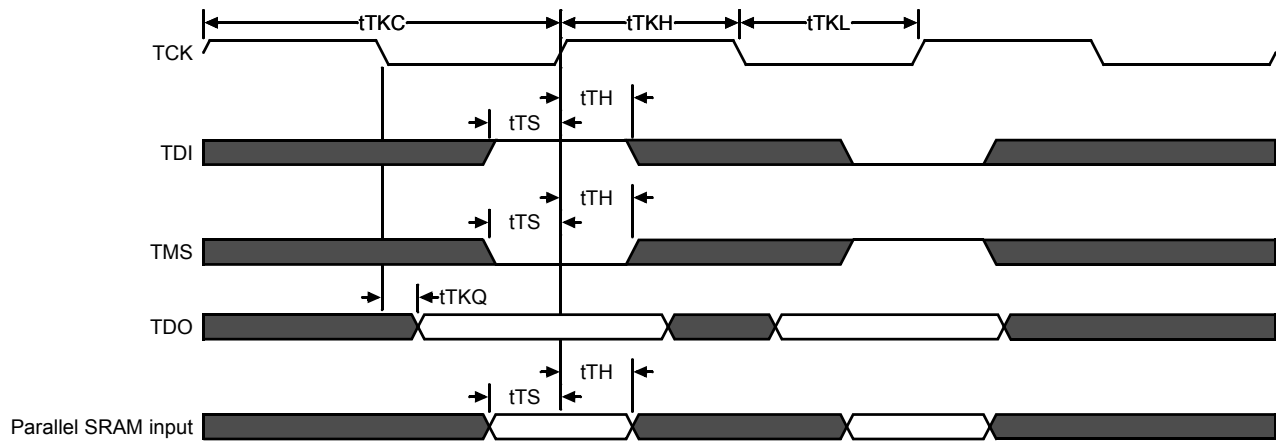 tTKC tTKH tTKL
TCK
tTH
tTS
TDI
tTH
tTS
TMS
tTKQ
TDO
tTH
tTS
Parallel SRAM input